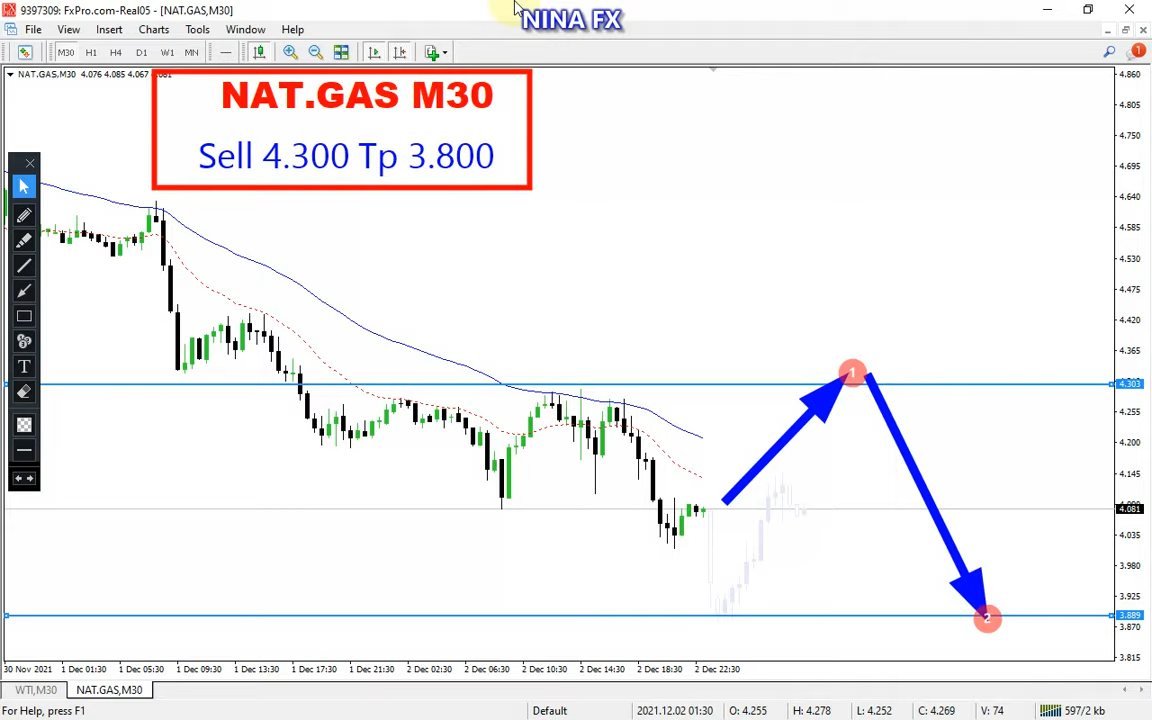 9397309: FxPro.com-Real05 - [NAT.GAS,M30]
NINA FX
File View Insert Charts Tools Window Help
M30 H1 H4 D1 W1 MN
1
NAT.GAS,M30 4.076 4.085 4.067 4.081
NAT.GAS M30
Sell 4.300 Tp 3.800
T
4.860
4.805
4.750
4.695
4.640
4.585
4.530
4.475
4.420
4.365
4.303
4.255
4.200
4.145
4.081
4.035
3.980
3.925
3.889
3.870
3.815
1
2
30 Nov 2021 1 Dec 01:30 1 Dec 05:30 1 Dec 09:30 1 Dec 13:30 1 Dec 17:30 1 Dec 21:30 2 Dec 02:30 2 Dec 06:30 2 Dec 10:30 2 Dec 14:30 2 Dec 18:30 2 Dec 22:30
WTI,M30 NAT.GAS,M30
For Help, press F1 Default 2021.12.02 01:30 O: 4.255 H: 4.278 L: 4.252 C: 4.269 V: 74 597/2 kb